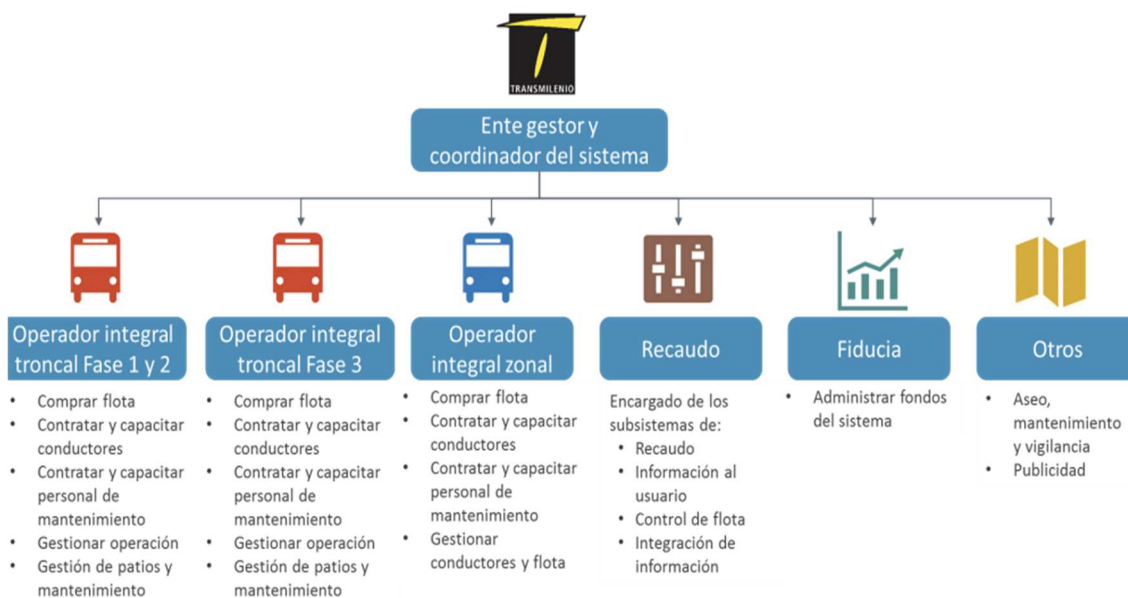 TRANSMILENIO
Ente gestor y
coordinador del sistema
Operador integral
troncal Fase 1 y 2
• Comprar flota
• Contratar y capacitar
conductores
• Contratar y capacitar
personal de
mantenimiento
• Gestionar operación
• Gestión de patios y
mantenimiento
Operador integral
troncal Fase 3
• Comprar flota
• Contratar y capacitar
conductores
• Contratar y capacitar
personal de
mantenimiento
• Gestionar operación
• Gestión de patios y
mantenimiento
Operador
integral zonal
• Comprar flota
• Contratar y capacitar
conductores
• Contratar y capacitar
personal de
mantenimiento
• Gestionar
conductores y flota
Recaudo
Encargado de los
subsistemas de:
• Recaudo
• Información al
usuario
• Control de flota
• Integración de
información
Fiducia
• Administrar fondos
del sistema
Otros
• Aseo,
mantenimiento
y vigilancia
• Publicidad